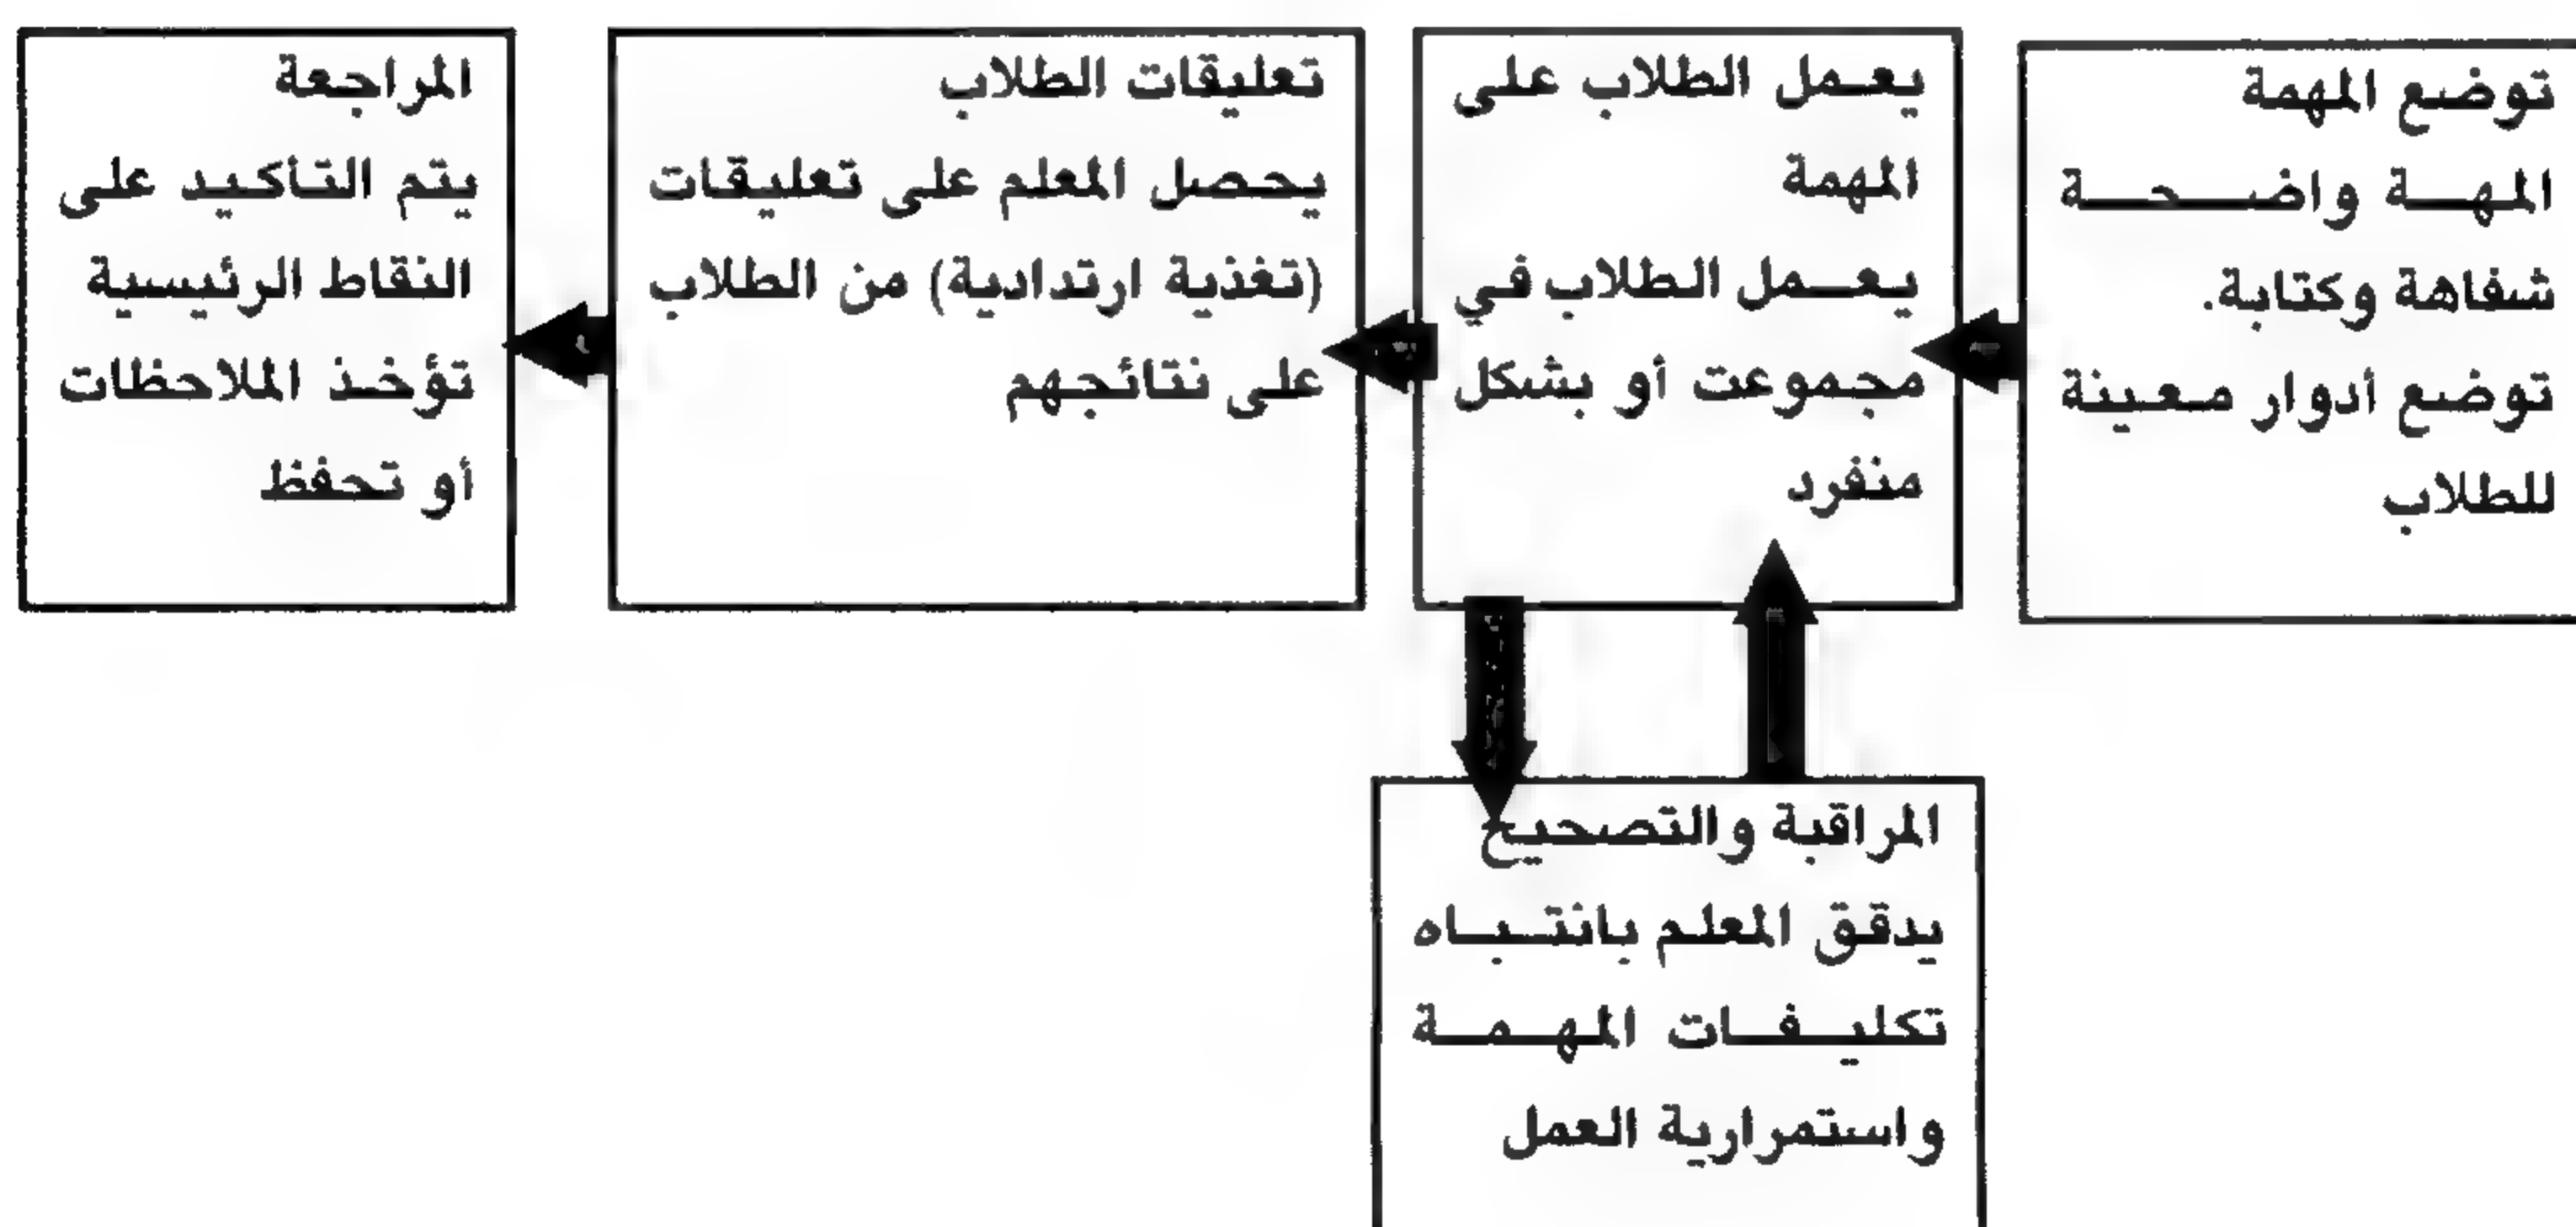 توضع المهمة
المهة واضحة
شفاهة وكتابة.
توضع أدوار معينة
للطلاب
يعمل الطلاب على
المهمة
يعمل الطلاب في
مجموعت أو بشكل
منفرد
تعليقات الطلاب
يحصل المعلم على تعليقات
(تغذية ارتدادية) من الطلاب
على نتائجهم
المراجعة
يتم التأكيد على
النقاط الرئيسية
تؤخذ الملاحظات
أو تحفظ
المراقبة والتصحيح
يدقق المعلم بانتباه
تكليفات المهمة
واستمرارية العمل